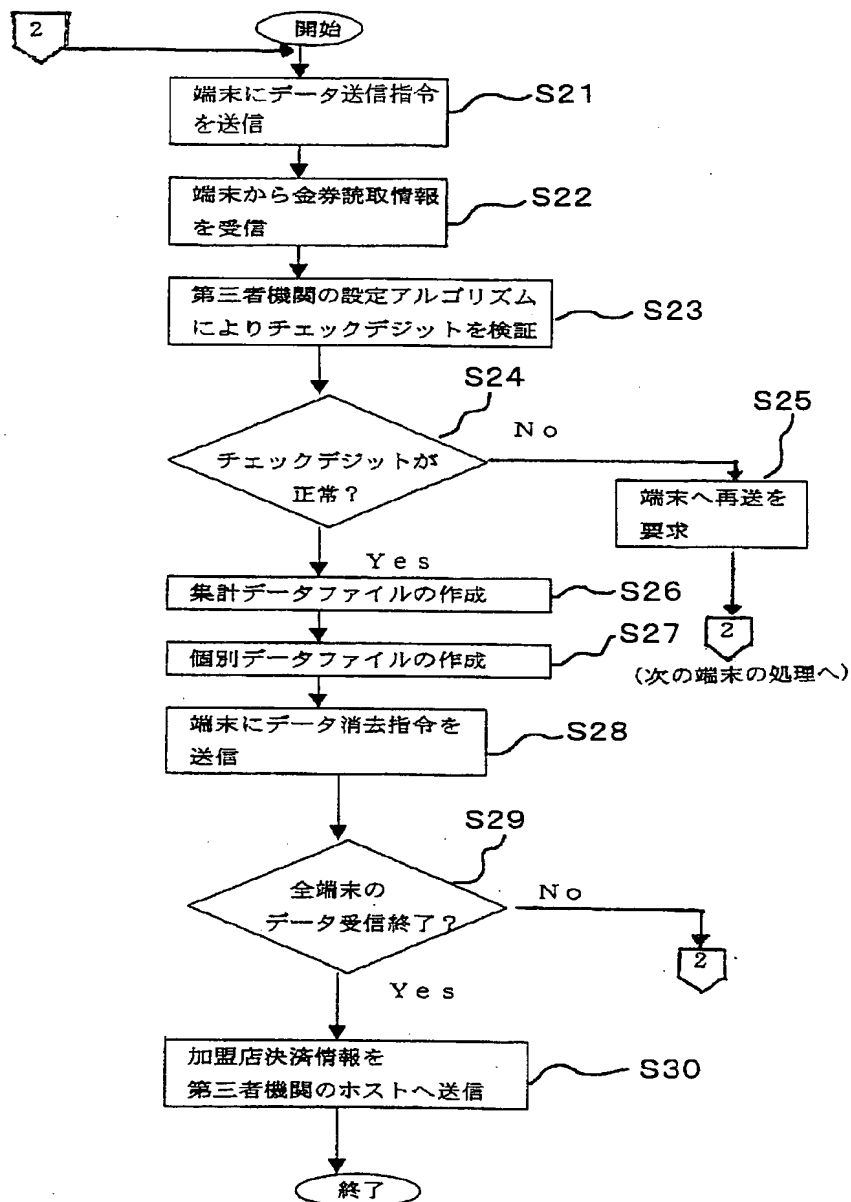 2
開始
端末にデータ送信指令
を送信
S21
端末から金券読取情報
を受信
S22
第三者機関の設定アルゴリズム
によりチェックデジットを検証
S23
S24
チェックデジットが
正常?
No
S25
端末へ再送を
要求
2
(次の端末の処理へ)
Yes
集計データファイルの作成
S26
個別データファイルの作成
S27
端末にデータ消去指令を
送信
S28
S29
全端末の
データ受信終了?
No
2
Yes
加盟店決済情報を
第三者機関のホストへ送信
S30
終了